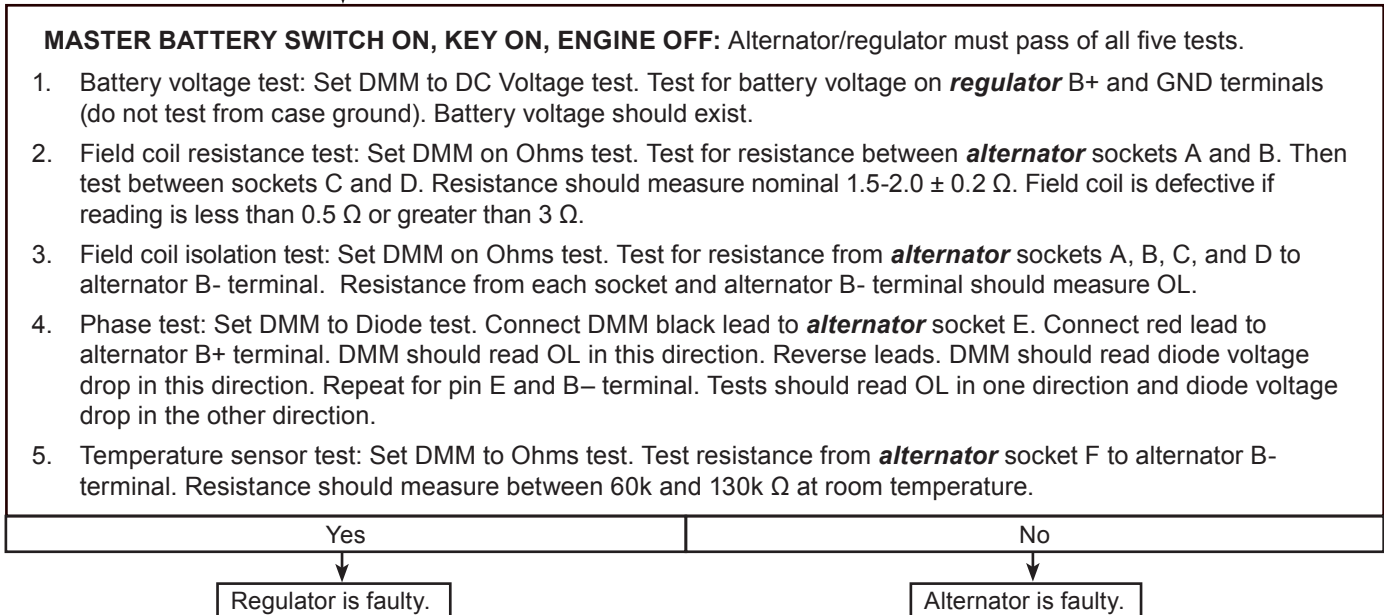 MASTER BATTERY SWITCH ON, KEY ON, ENGINE OFF: Alternator/regulator must pass of all five tests.
1. Battery voltage test: Set DMM to DC Voltage test. Test for battery voltage on regulator B+ and GND terminals
(do not test from case ground). Battery voltage should exist.
2. Field coil resistance test: Set DMM on Ohms test. Test for resistance between alternator sockets A and B. Then
test between sockets C and D. Resistance should measure nominal 1.5-2.0 ± 0.2 Ω. Field coil is defective if
reading is less than 0.5 Ω or greater than 3 Ω.
3. Field coil isolation test: Set DMM on Ohms test. Test for resistance from alternator sockets A, B, C, and D to
alternator B- terminal. Resistance from each socket and alternator B- terminal should measure OL.
4. Phase test: Set DMM to Diode test. Connect DMM black lead to alternator socket E. Connect red lead to
alternator B+ terminal. DMM should read OL in this direction. Reverse leads. DMM should read diode voltage
drop in this direction. Repeat for pin E and B– terminal. Tests should read OL in one direction and diode voltage
drop in the other direction.
5. Temperature sensor test: Set DMM to Ohms test. Test resistance from alternator socket F to alternator B-
terminal. Resistance should measure between 60k and 130k Ω at room temperature.
Yes
No
Regulator is faulty.
Alternator is faulty.